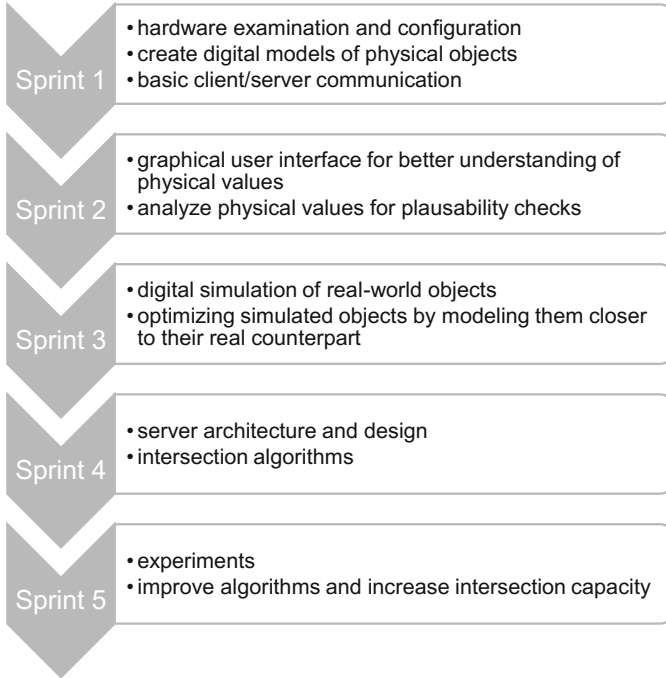 Sprint 1
• hardware examination and configuration
• create digital models of physical objects
• basic client/server communication
Sprint 2
• graphical user interface for better understanding of
physical values
• analyze physical values for plausability checks
Sprint 3
• digital simulation of real-world objects
• optimizing simulated objects by modeling them closer
to their real counterpart
Sprint 4
• server architecture and design
• intersection algorithms
Sprint 5
• experiments
• improve algorithms and increase intersection capacity